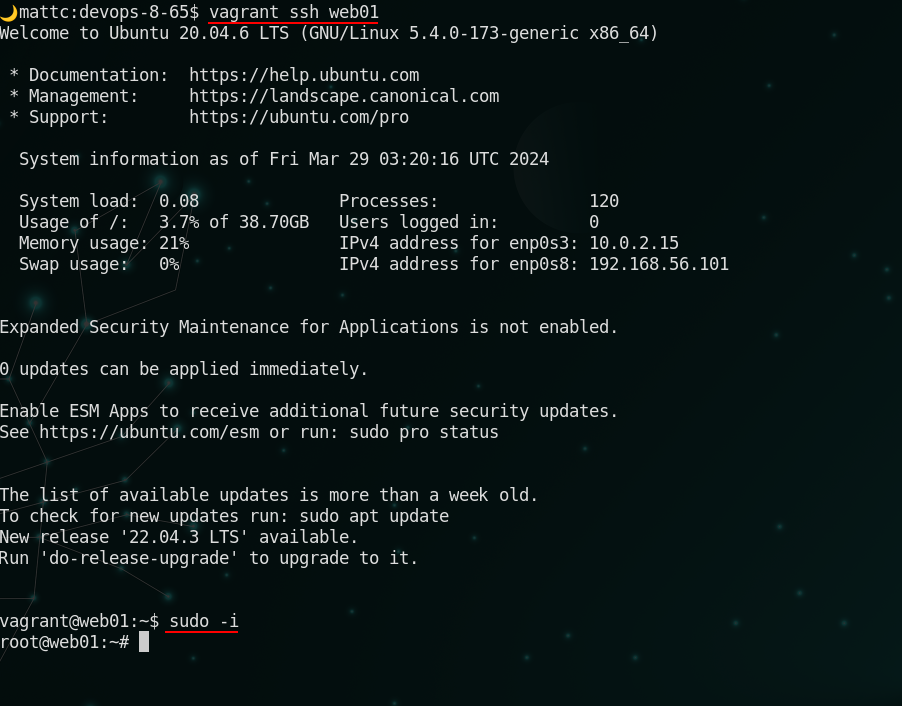 🌙mattc:devops-8-65$ vagrant ssh web01
Welcome to Ubuntu 20.04.6 LTS (GNU/Linux 5.4.0-173-generic x86_64)
* Documentation:  https://help.ubuntu.com
* Management:     https://landscape.canonical.com
* Support:        https://ubuntu.com/pro
System information as of Fri Mar 29 03:20:16 UTC 2024
System load:  0.08              Processes:               120
Usage of /:   3.7% of 38.70GB   Users logged in:         0
Memory usage: 21%               IPv4 address for enp0s3: 10.0.2.15
Swap usage:   0%                IPv4 address for enp0s8: 192.168.56.101
Expanded Security Maintenance for Applications is not enabled.
0 updates can be applied immediately.
Enable ESM Apps to receive additional future security updates.
See https://ubuntu.com/esm or run: sudo pro status
The list of available updates is more than a week old.
To check for new updates run: sudo apt update
New release '22.04.3 LTS' available.
Run 'do-release-upgrade' to upgrade to it.
vagrant@web01:~$ sudo -i
root@web01:~#